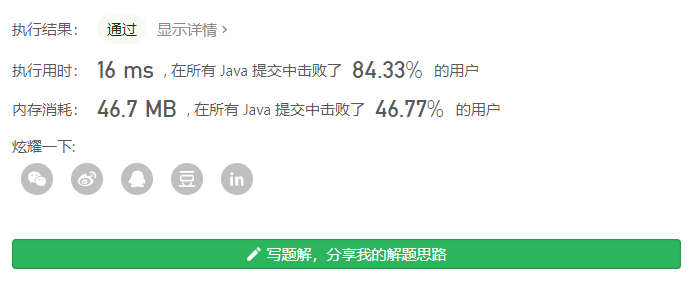 执行结果： 通过 显示详情 >
执行用时： 16 ms , 在所有 Java 提交中击败了 84.33% 的用户
内存消耗： 46.7 MB , 在所有 Java 提交中击败了 46.77% 的用户
炫耀一下:
豆 in
写题解，分享我的解题思路